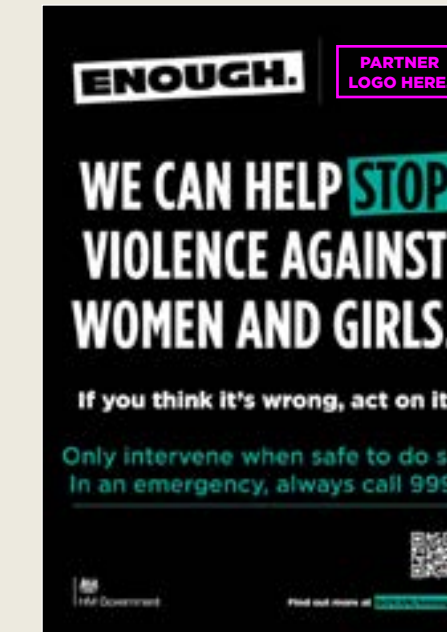 ENOUGH.
PARTNER
LOGO HERE
WE CAN HELP STOP
VIOLENCE AGAINST
WOMEN AND GIRLS.
If you think it's wrong, act on it
Only intervene when safe to do s
In an emergency, always call 999
HM Government
Find out more at